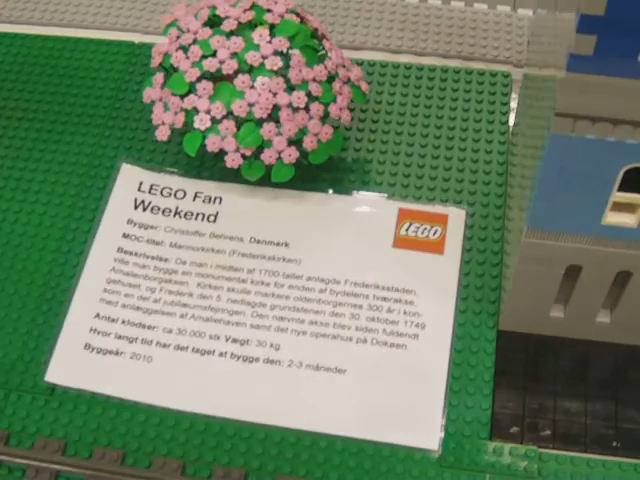 LEGO Fan
Weekend
LEGO
Bygger: Christoffer Behrens, Danmark
MOC-titel: Marmorkirken (Frederikskirken)
Beskrivelse: Da man i midten af 1700-tallet anlagde Frederiksstaden,
ville man bygge en monumental kirke for enden af bydelens tværakse,
Amalienborgaksen. Kirken skulle markere oldenborgernes 300 år i kon-
gehuset, og Frederik den 5. nedlagde grundstenen den 30. oktober 1749
som en del af jubilæumsfejringen. Den nævnte akse blev siden fuldendt
med anlæggelsen af Amaliehaven samt det nye operahus på Dokøen.
Antal klodser: ca 30.000 stk Vægt: 30 kg
Hvor langt tid har det taget at bygge den: 2-3 måneder
Byggeår: 2010